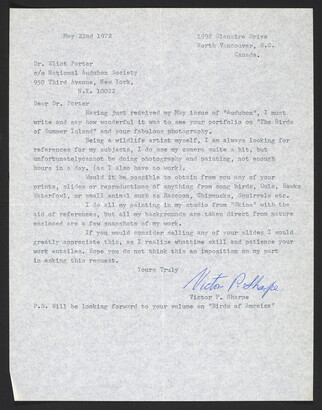 May 22nd 1972 1998 Glenaire Drive
North Vancouver, B.C.
Canada.
Dr. Eliot Porter
c/o National Audubon Society
950 Third Avenue, New York,
N.Y. 10022
Dear Dr. Porter
Having just received my May issue of "Audubon", I must
write and say how wonderful it was to see your portfolio on "The Birds
of Summer Island" and your fabulous photography.
Being a wildlife artist myself, I am always looking for
references for my subjects, I do use my camera quite a bit, but
unfortunatelycannot be doing photography and painting, not enough
hours in a day. (as I also have to work).
Would it be possible to obtain from you any of your
prints, slides or reproductions of anything from song birds, Owls, Hawks
Waterfowl, or small animal such as Raccoon, Chipmunks, Squirrels etc.
I do all my painting in my studio from "Skins" with the
aid of references, but all my backgrounds are taken direct from nature
enclosed are a few snapshots of my work.
If you would consider selling any of your slides I would
greatly appreciate this, as I realize whattime skill and patience your
work entailes. Hope you do not think this an imposition on my part
in asking this request.
Yours Truly
Victor P. Sharpe
Victor P. Sharpe
P.S. Will be looking forward to your volume on "Birds of America"